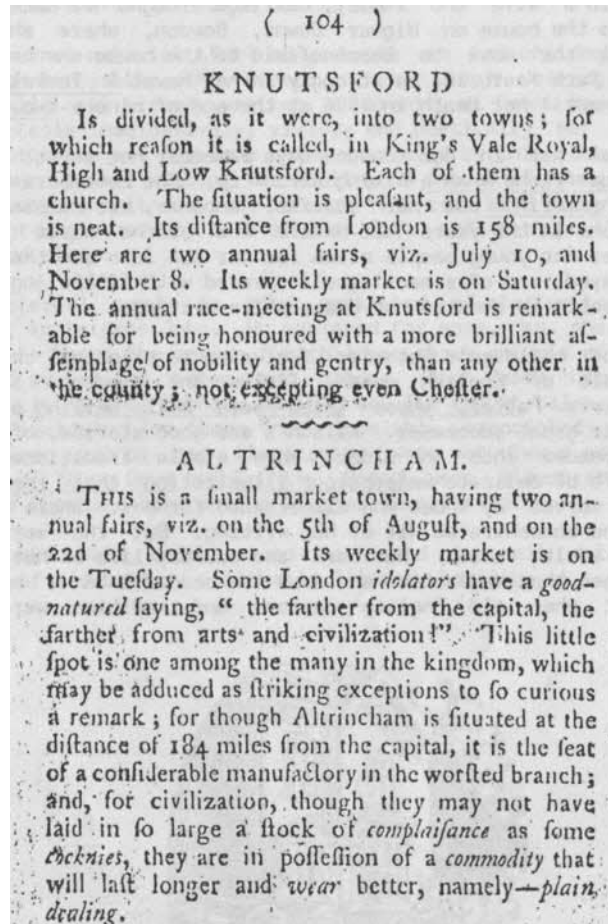 ( 104 )
KNUTSFORD
Is divided, as it were, into two towns; for
which reaſon it is called, in King's Vale Royal,
High and Low Knutsford. Each of them has a
church. The ſituation is pleaſant, and the town
is neat. Its diſtance from London is 158 miles.
Here are two annual fairs, viz. July 10, and
November 8. Its weekly market is on Saturday.
The annual race-meeting at Knutsford is remark-
able for being honoured with a more brilliant aſ-
ſemblage of nobility and gentry, than any other in
the county; not excepting even Cheſter.
ALTRINCHAM.
THIS is a ſmall market town, having two an-
nual fairs, viz. on the 5th of Auguſt, and on the
22d of November. Its weekly market is on
the Tueſday. Some London idolators have a good-
natured ſaying, " the farther from the capital, the
farther from arts and civilization!" This little
ſpot is one among the many in the kingdom, which
may be adduced as ſtriking exceptions to ſo curious
a remark; for though Altrincham is ſituated at the
diſtance of 184 miles from the capital, it is the ſeat
of a conſiderable manufactory in the worſted branch;
and, for civilization, though they may not have
laid in ſo large a ſtock of complaiſance as ſome
cocknies, they are in poſſeſſion of a commodity that
will laſt longer and wear better, namely—plain,
dealing.